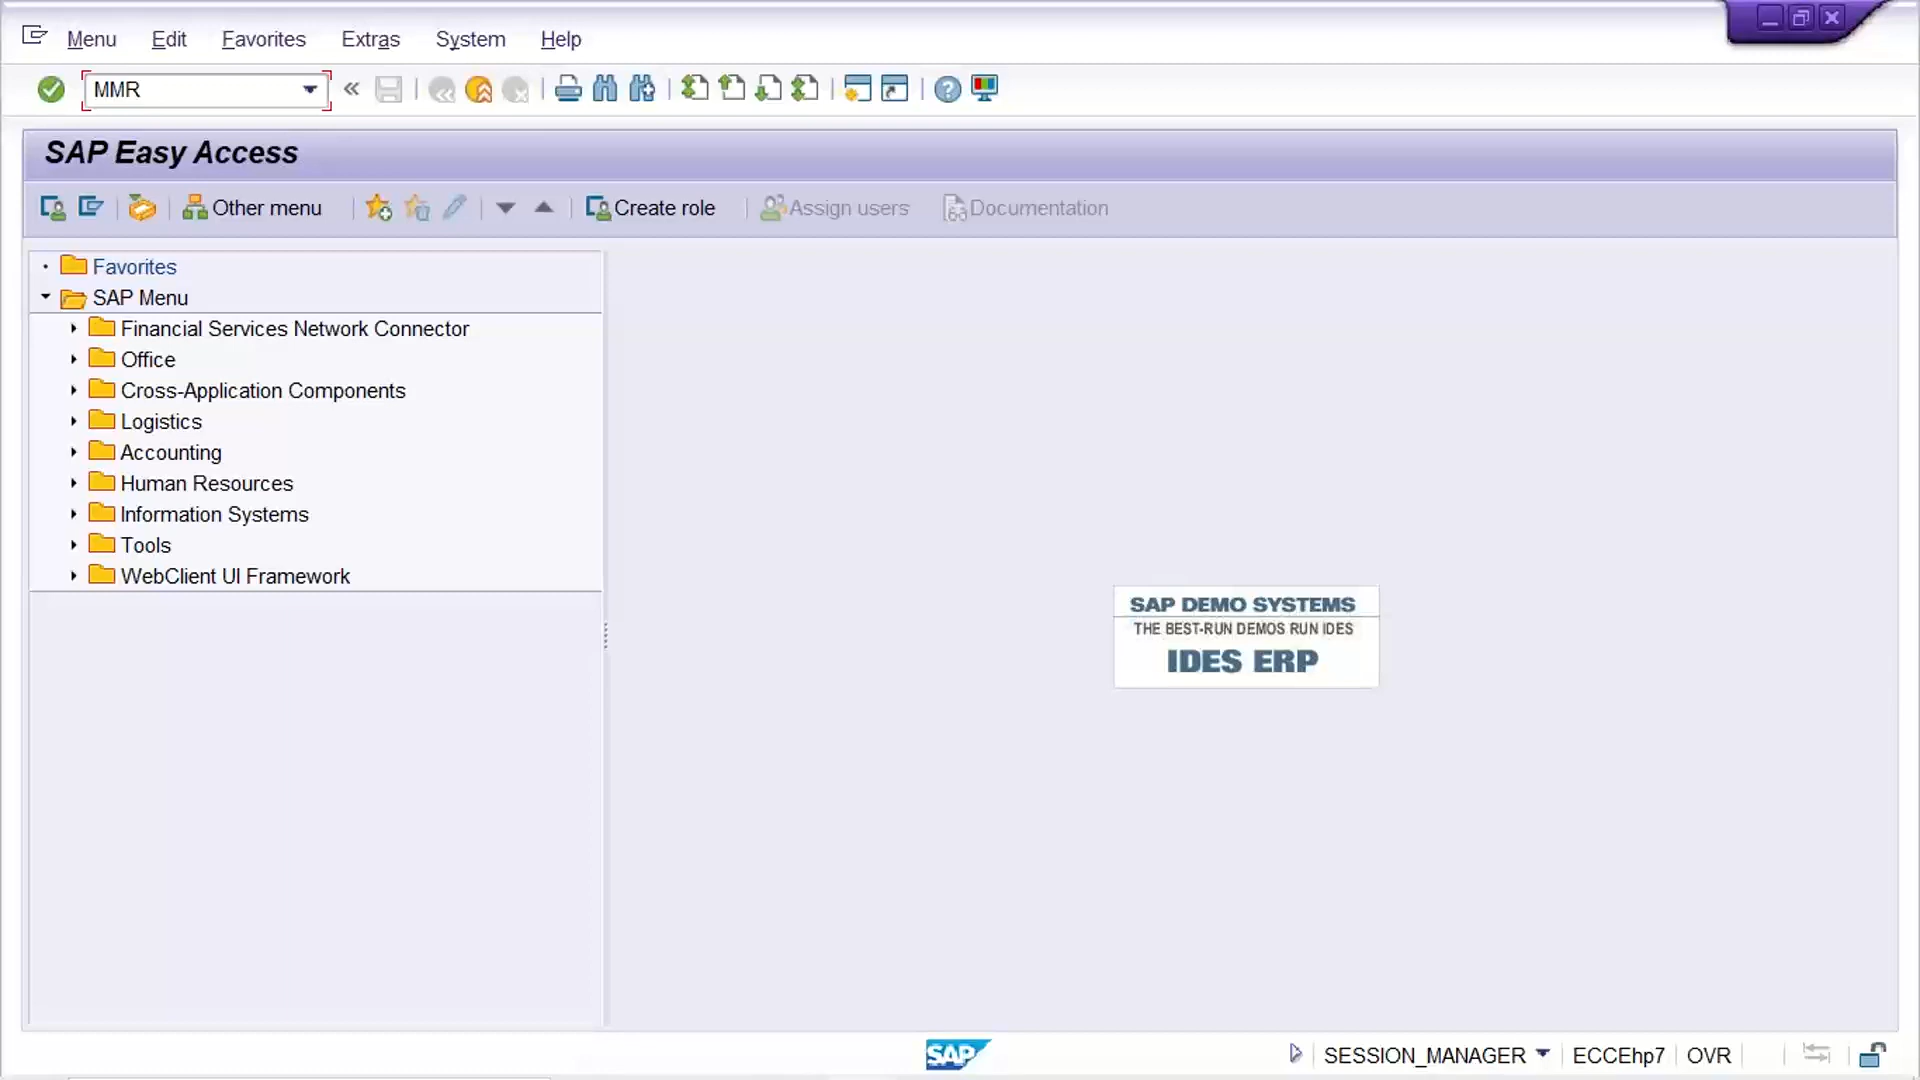 Menu Edit Favorites Extras System Help
MMR
SAP Easy Access
Other menu Create role Assign users Documentation
Favorites
SAP Menu
Financial Services Network Connector
Office
Cross-Application Components
Logistics
Accounting
Human Resources
Information Systems
Tools
WebClient UI Framework
SAP DEMO SYSTEMS
THE BEST-RUN DEMOS RUN IDES
IDES ERP
SAP SESSION_MANAGER ECCEhp7 OVR